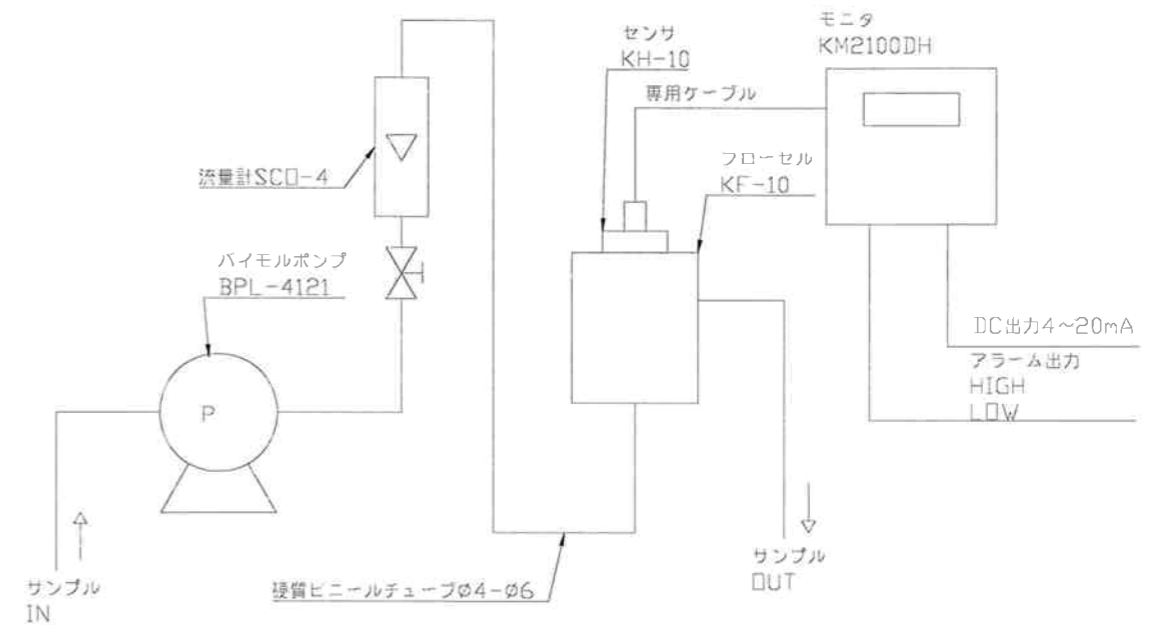 モニタ
KM2100DH
センサ
KH-10
専用ケーブル
フローセル
KF-10
流量計SCO-4
バイモルポンプ
BPL-4121
P
DC出力4～20mA
アラーム出力
HIGH
LOW
サンプル
IN
硬質ビニールチューブØ4-Ø6
サンプル
OUT